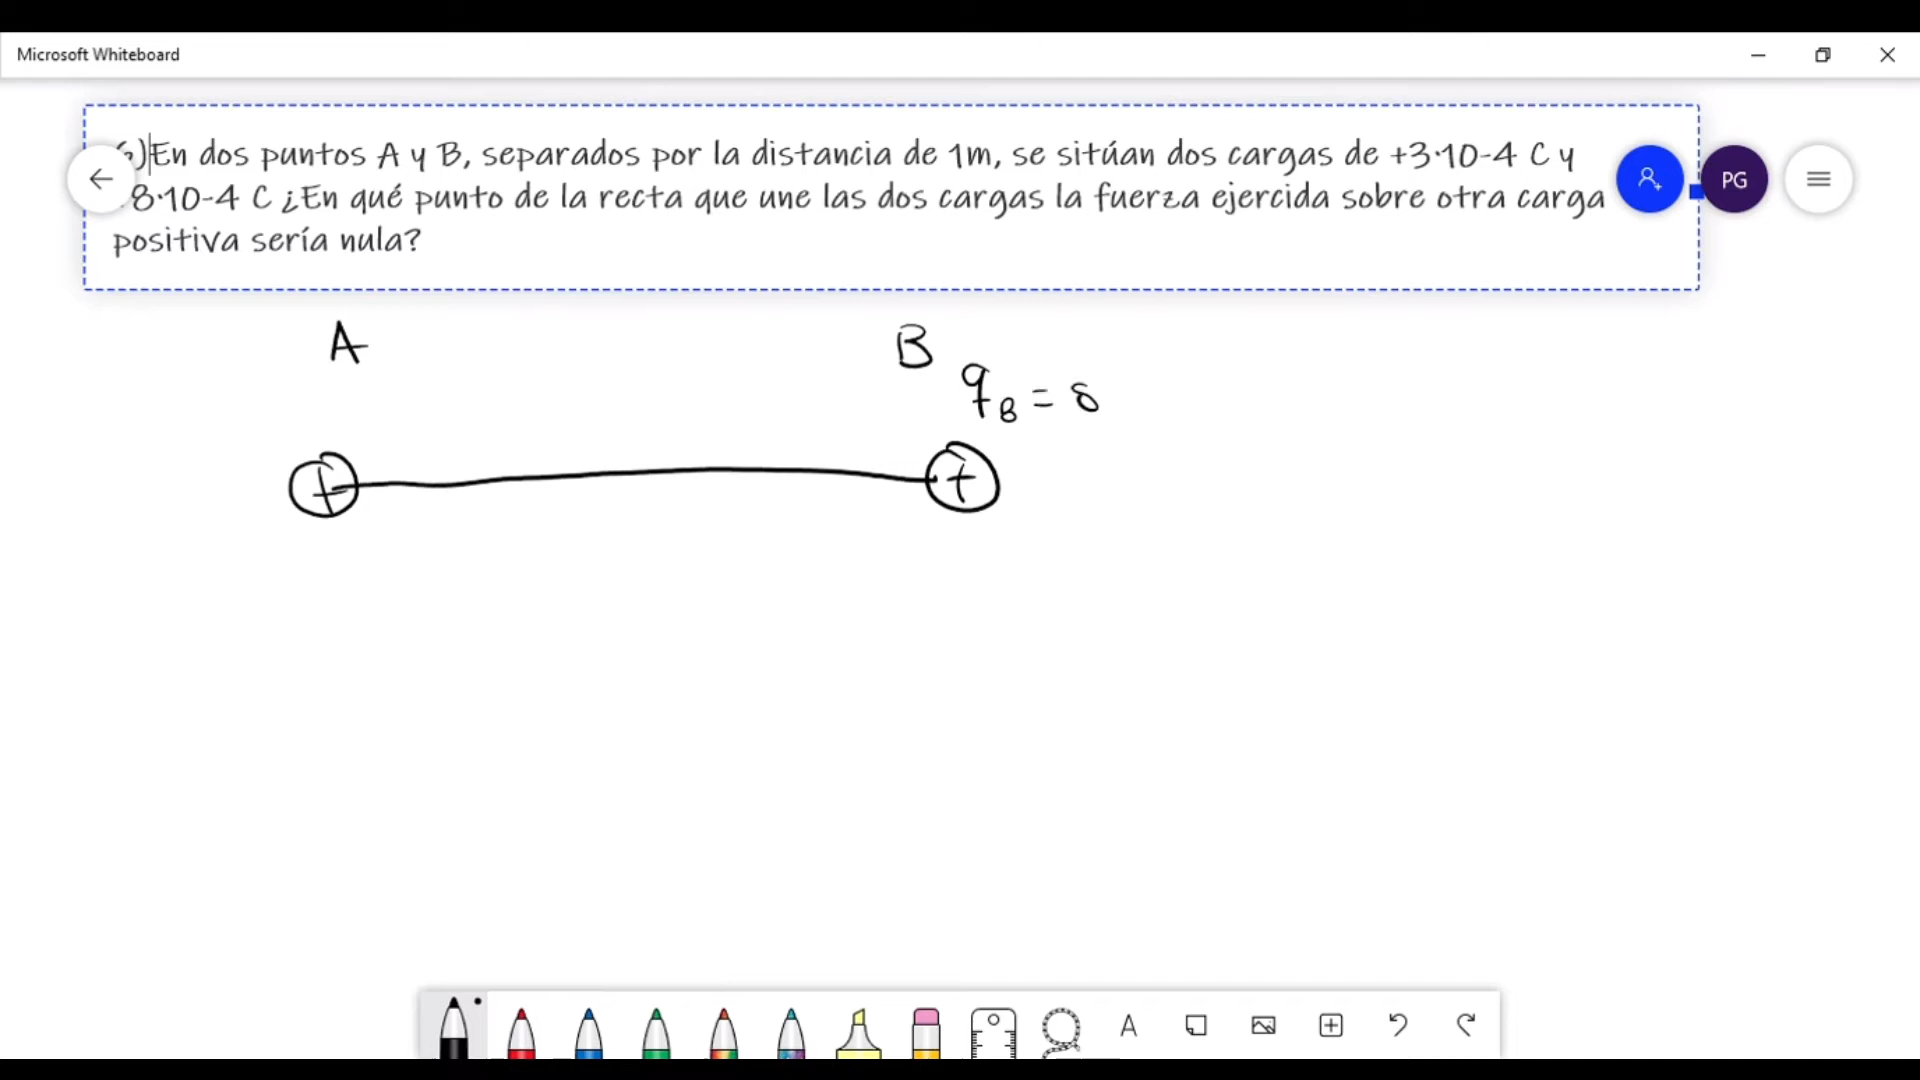 Microsoft Whiteboard
)En dos puntos A y B, separados por la distancia de 1m, se sitúan dos cargas de +3·10-4 C y
8·10-4 C ¿En qué punto de la recta que une las dos cargas la fuerza ejercida sobre otra carga
positiva sería nula?
PG
A
B
qB = 8
+
+
A